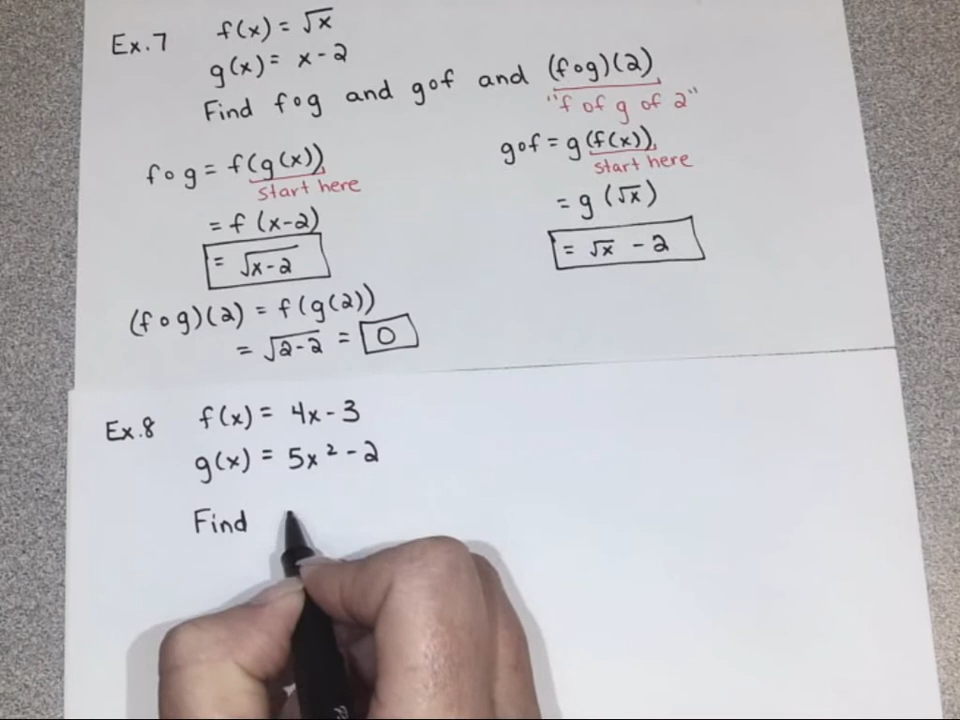 Ex.7 f(x) = √x
g(x) = x - 2
Find f∘g and g∘f and (f∘g)(2)
"f of g of 2"
f∘g = f(g(x))
start here
= f (x-2)
= √x-2
g∘f = g(f(x))
start here
= g (√x)
= √x - 2
(f∘g)(2) = f(g(2))
= √2-2 = 0
Ex.8 f(x) = 4x - 3
g(x) = 5x² - 2
Find